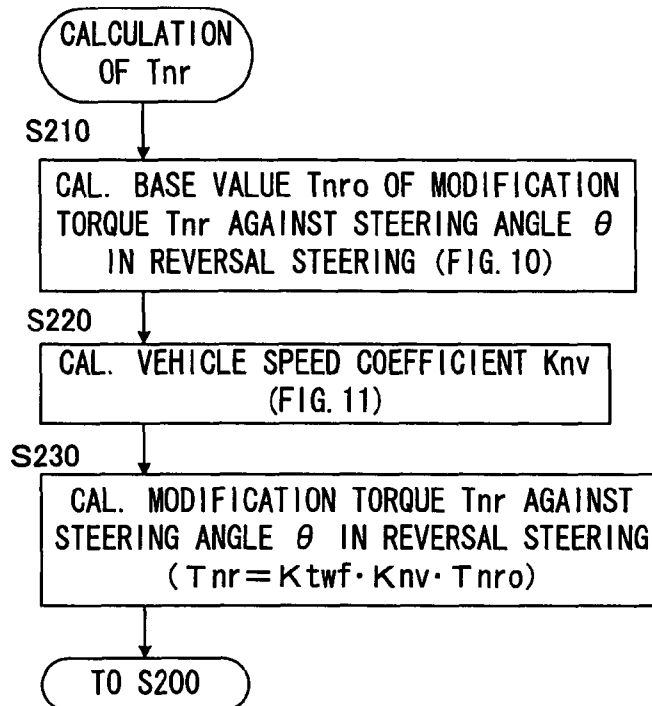 CALCULATION
OF Tnr
S210
CAL. BASE VALUE Tnro OF MODIFICATION
TORQUE Tnr AGAINST STEERING ANGLE θ
IN REVERSAL STEERING (FIG. 10)
S220
CAL. VEHICLE SPEED COEFFICIENT Knv
(FIG. 11)
S230
CAL. MODIFICATION TORQUE Tnr AGAINST
STEERING ANGLE θ IN REVERSAL STEERING
(Tnr=Ktwf·Knv·Tnro)
TO S200